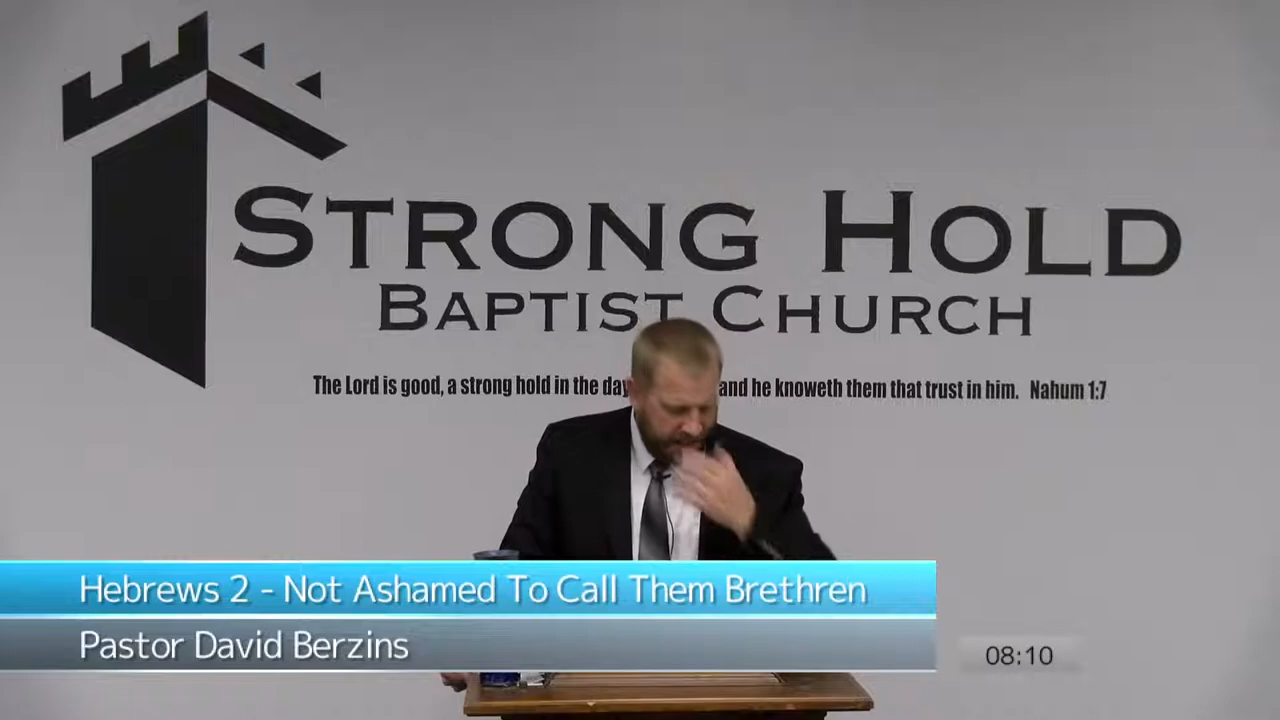 STRONG HOLD
BAPTIST CHURCH
The Lord is good, a strong hold in the day and he knoweth them that trust in him. Nahum 1:7
Hebrews 2 - Not Ashamed To Call Them Brethren
Pastor David Berzins
08:10